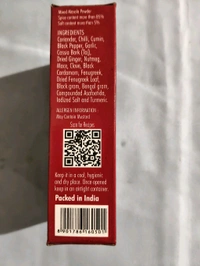 Mixed Masala Powder
Spice content more than 85%
Salt content more than 5%
INGREDIENTS
Coriander, Chilli, Cumin,
Black Pepper, Garlic,
Cassia Bark (Taj),
Dried Ginger, Nutmeg,
Mace, Clove, Black
Cardamom, Fenugreek,
Dried Fenugreek Leaf,
Black gram, Bengal gram,
Compounded Asafoetida,
Iodized Salt and Turmeric.
ALLERGEN INFORMATION:
May Contain Mustard
Scan for Recipes
Keep it in a cool, hygienic
and dry place. Once opened
keep in an airtight container.
Packed in India